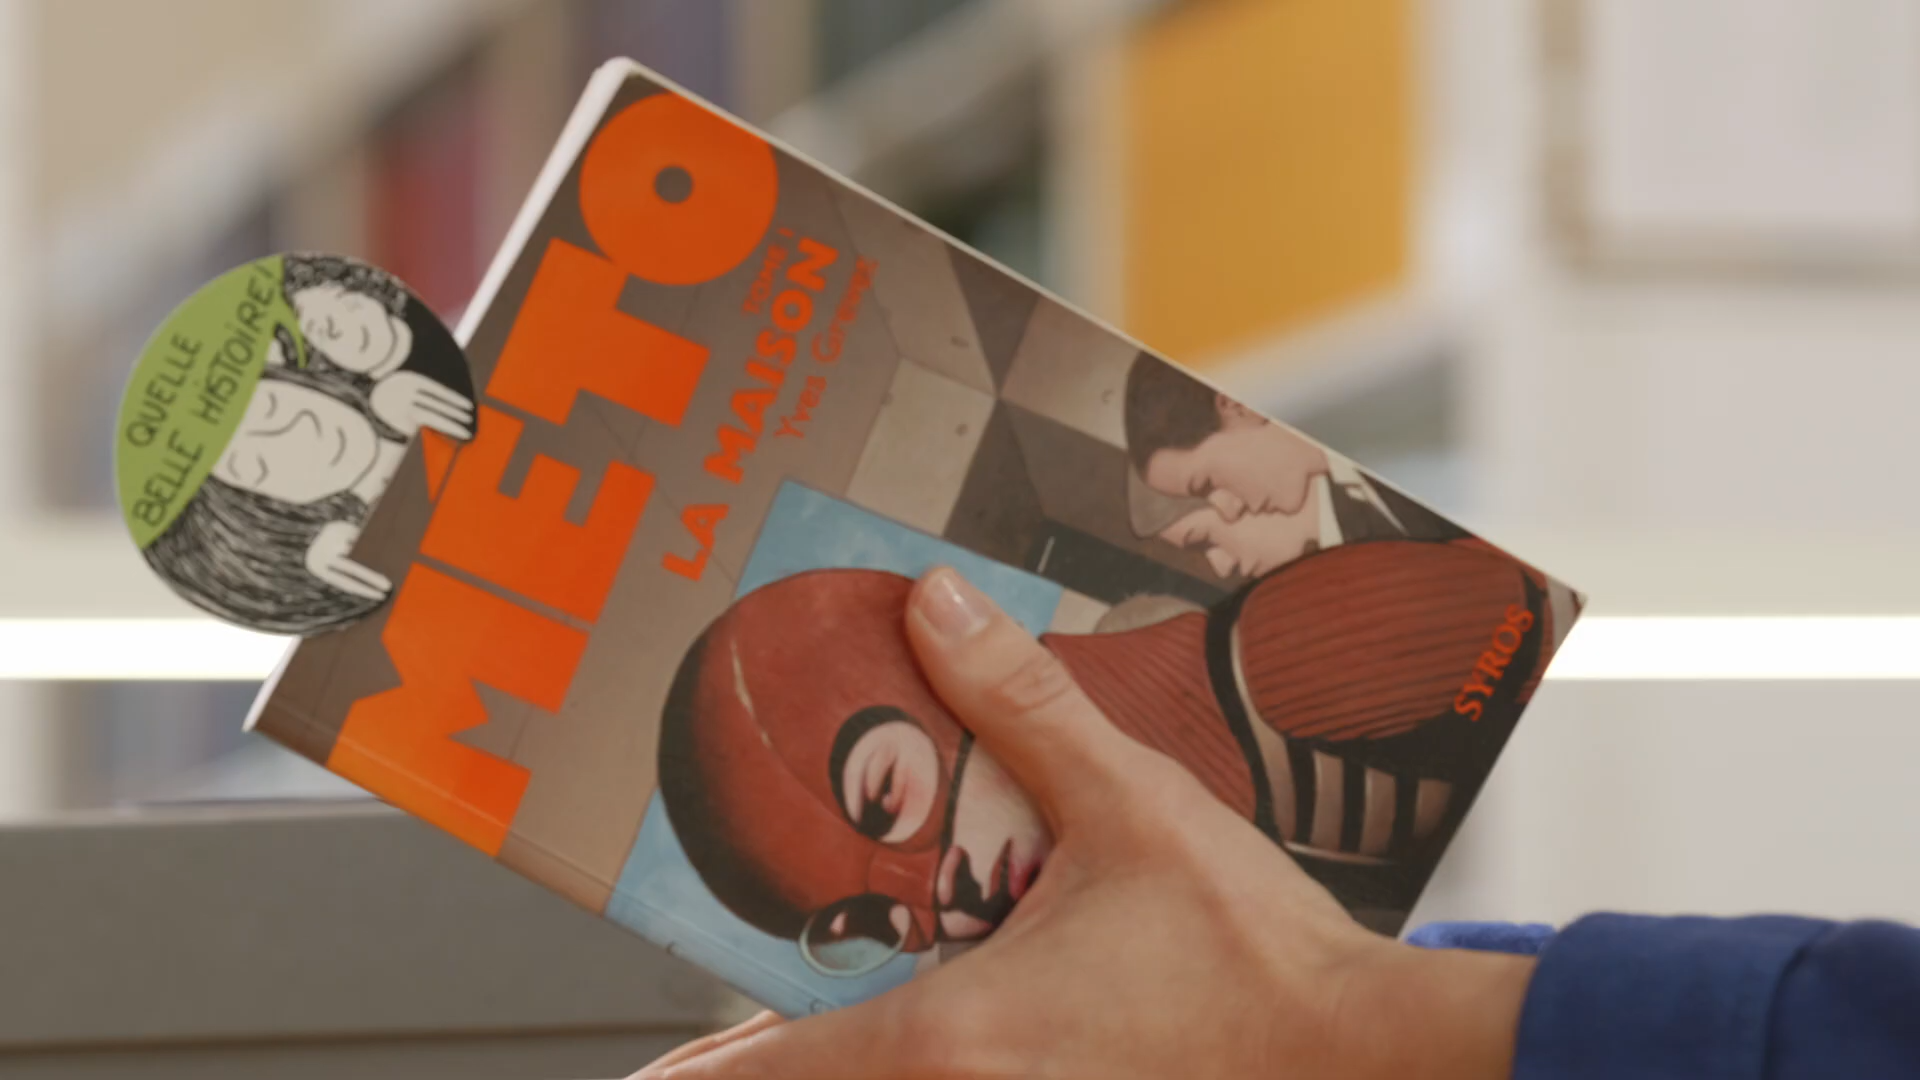 MÉTO
TOME 1
LA MAISON
Yves Grevet
SYROS
QUELLE
BELLE HISTOIRE!